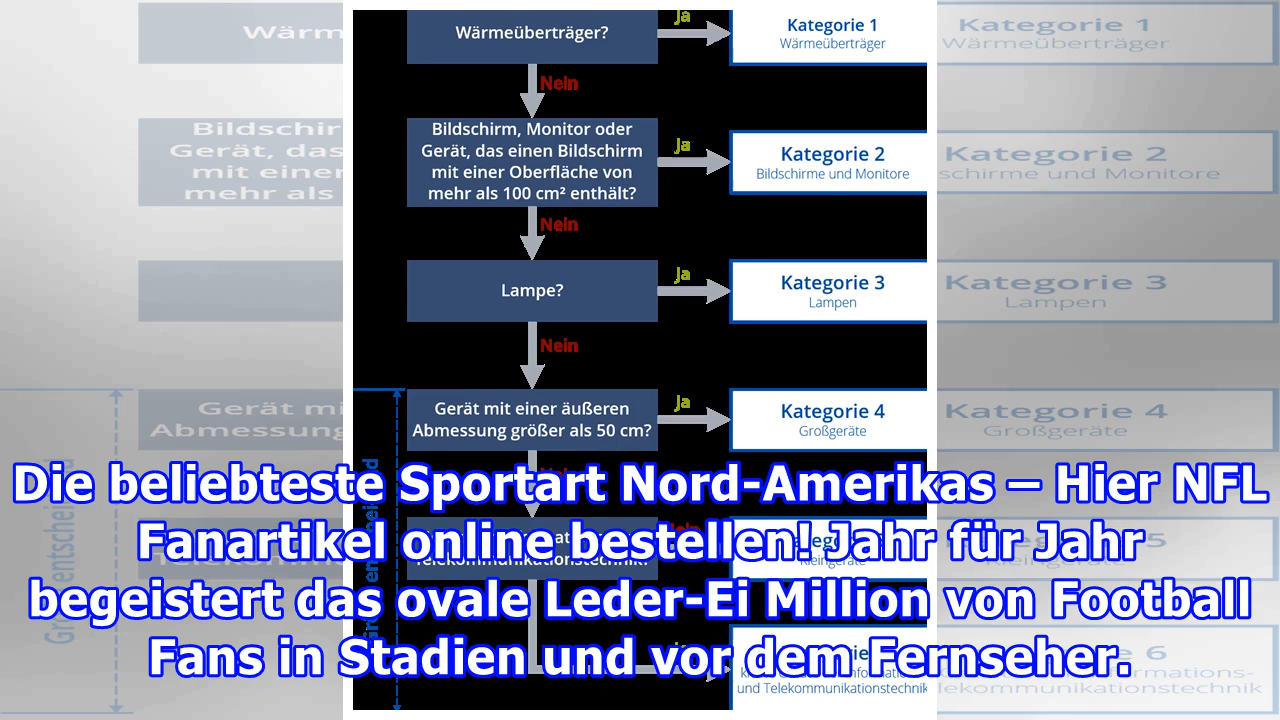 Wärmeüberträger?
Ja
Kategorie 1
Wärmeüberträger
Nein
Bildschirm, Monitor oder
Gerät, das einen Bildschirm
mit einer Oberfläche von
mehr als 100 cm² enthält?
Ja
Kategorie 2
Bildschirme und Monitore
Nein
Lampe?
Ja
Kategorie 3
Lampen
Nein
Gerät mit einer äußeren
Abmessung größer als 50 cm?
Ja
Kategorie 4
Großgeräte
Die beliebteste Sportart Nord-Amerikas – Hier NFL
Fanartikel online bestellen! Jahr für Jahr
begeistert das ovale Leder-Ei Million von Football
Fans in Stadien und vor dem Fernseher.
Kleingeräte
und Telekommunikationstechnik